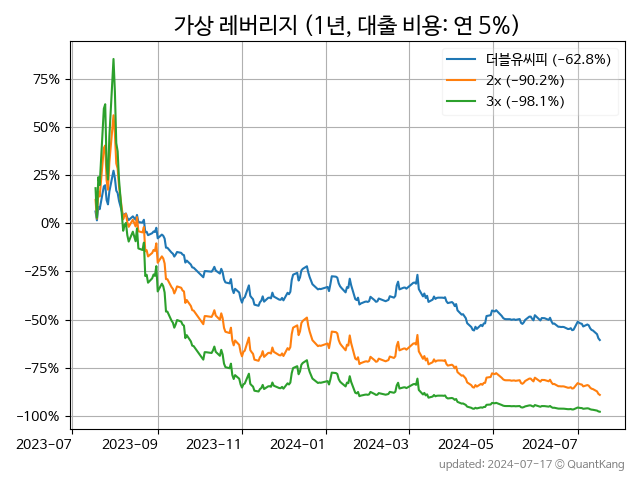 가상 레버리지 (1년, 대출 비용: 연 5%)
더블유씨피 (−62.8%)
2x (−90.2%)
3x (−98.1%)
75%
50%
25%
0%
−25%
−50%
−75%
−100%
2023-07 2023-09 2023-11 2024-01 2024-03 2024-05 2024-07
updated: 2024-07-17 © QuantKang